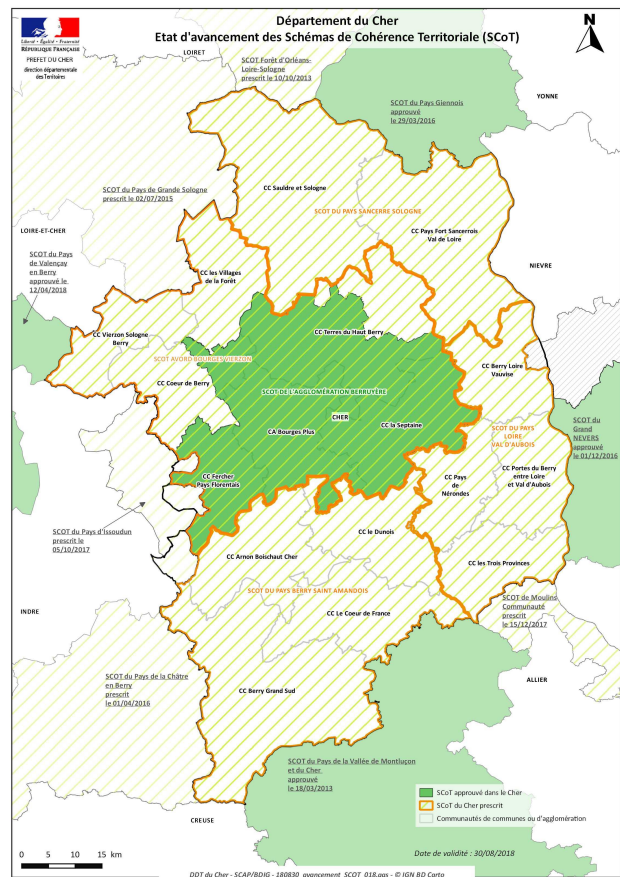 Liberté • Égalité • Fraternité
RÉPUBLIQUE FRANÇAISE
PREFET DU CHER
direction départementale
des Territoires
Département du Cher
Etat d'avancement des Schémas de Cohérence Territoriale (SCoT)
N
LOIRET
SCOT Forêt d'Orléans-
Loire-Sologne
prescrit le 10/10/2013
YONNE
SCOT du Pays Giennois
approuvé
le 29/03/2016
SCOT du Pays de Grande Sologne
prescrit le 02/07/2015
CC Sauldre et Sologne
SCOT DU PAYS SANCERRE SOLOGNE
CC Pays Fort Sancerrois
Val de Loire
LOIRE-ET-CHER
SCOT du Pays
de Valençay
en Berry
approuvé le
12/04/2018
NIEVRE
CC les Villages
de la Forêt
CC Vierzon Sologne
Berry
CC Terres du Haut Berry
SCOT AVORD BOURGES VIERZON
CC Berry Loire
Vauvise
CC Coeur de Berry
SCOT DE L'AGGLOMÉRATION BERRUYÈRE
CHER
CA Bourges Plus
CC la Septaine
SCOT DU PAYS
LOIRE
VAL D'AUBOIS
SCOT du
Grand
NEVERS
approuvé
le 01/12/2016
CC Fercher
Pays Florentais
CC Pays
de
Nérondes
CC Portes du Berry
entre Loire
et Val d'Aubois
SCOT du Pays d'Issoudun
prescrit le
05/10/2017
CC le Dunois
CC Arnon Boischaut Cher
CC les Trois Provinces
SCOT DU PAYS BERRY SAINT AMANDOIS
SCOT de Moulins
Communauté
prescrit
le 15/12/2017
INDRE
CC Le Coeur de France
ALLIER
SCOT du Pays de la Châtre
en Berry
prescrit
le 01/04/2016
CC Berry Grand Sud
SCOT du Pays de la Vallée de Montluçon
et du Cher
approuvé
le 18/03/2013
CREUSE
SCoT approuvé dans le Cher
SCoT du Cher prescrit
Communautés de communes ou d'agglomération
0 5 10 15 km
Date de validité : 30/08/2018
DDT du Cher - SCAP/BDIG - 180830_avancement_SCOT_018.qgs - © IGN BD Carto